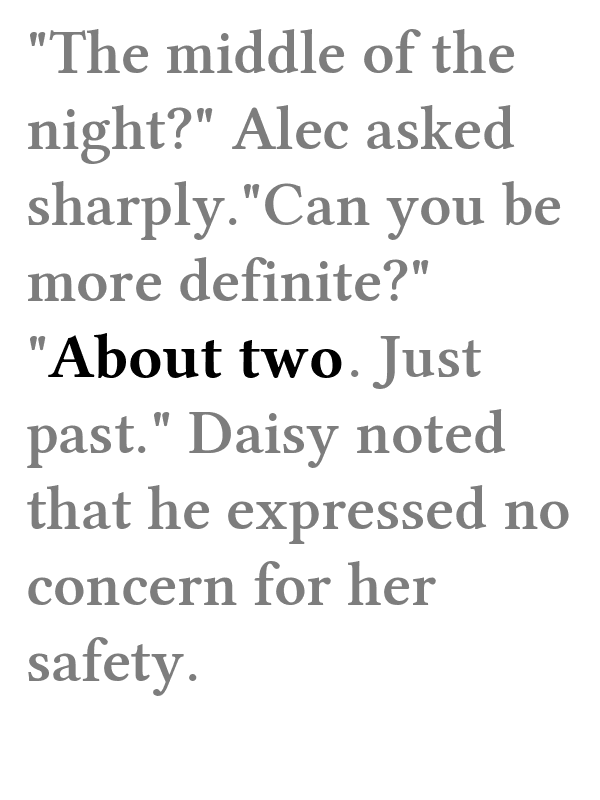 "The middle of the
night?" Alec asked
sharply."Can you be
more definite?"
"About two. Just
past." Daisy noted
that he expressed no
concern for her
safety.